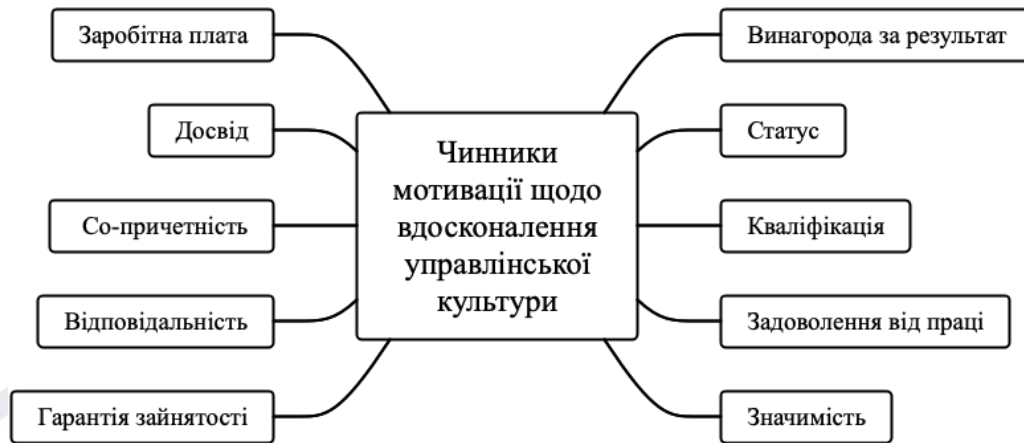 Заробітна плата
Досвід
Со-причетність
Відповідальність
Гарантія зайнятості
Чинники
мотивації щодо
вдосконалення
управлінської
культури
Винагорода за результат
Статус
Кваліфікація
Задоволення від праці
Значимість